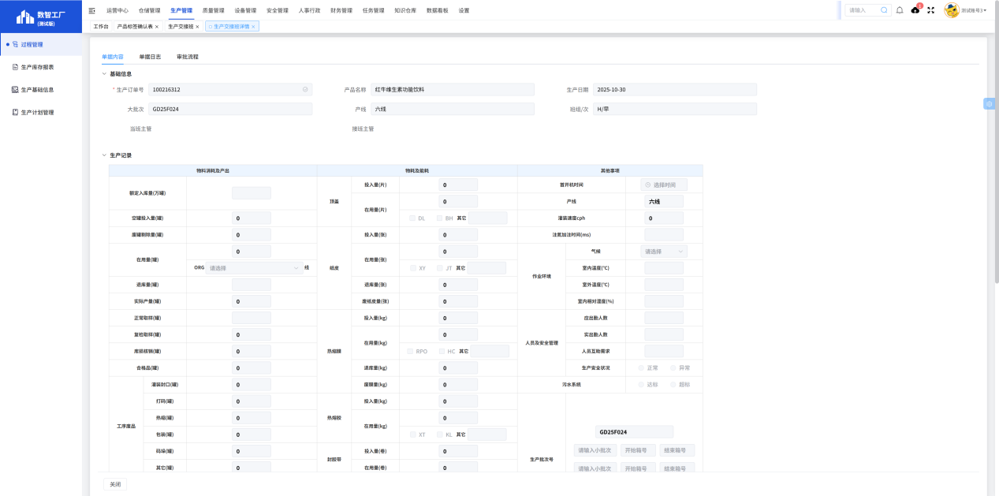 数智工厂
(测试版)
运营中心 仓储管理 生产管理 质量管理 设备管理 安全管理 人事行政 财务管理 任务管理 知识仓库 数据看板 设置
请输入 1 测试账号3
工作台 产品标签确认表 × 生产交接班 × 生产交接班详情 ×
过程管理
生产库存报表
生产基础信息
生产计划管理
单据内容 单据日志 审批流程
基础信息
* 生产订单号 100216312 产品名称 红牛维生素功能饮料 生产日期 2025-10-30
大批次 GD25F024 产线 六线 班组/次 H/早
当班主管 接班主管
生产记录
物料消耗及产出 物耗及能耗 其他事项
额定入库量(万罐) 顶盖 投入量(片) 0 首开机时间 选择时间
在用量(片) 0 产线 六线
空罐投入量(罐) 0 DL BH 其它 灌装速度cph 0
废罐剔除量(罐) 0 纸皮 投入量(张) 0 注氮加注时间(ms)
在用量(罐) 0 在用量(张) 0 作业环境 气候 请选择
ORG 请选择 线 XY JT 其它 室内温度(℃)
退库量(罐) 退库量(张) 0 室外温度(℃)
实际产量(罐) 0 废纸皮量(张) 0 室内相对湿度(%)
正常取样(罐) 热缩膜 投入量(kg) 0 人员及安全管理 应出勤人数
复检取样(罐) 0 在用量(kg) 0 实出勤人数
库损核销(罐) 0 RPO HC 其它 人员互助需求
合格品(罐) 0 退库量(kg) 0 生产安全状况 正常 异常
工序废品 灌装封口(罐) 0 废膜量(kg) 0 污水系统 达标 超标
打码(罐) 0 热熔胶 投入量(kg) 0
热缩(罐) 0 在用量(kg) 0
包装(罐) 0 XT KL 其它 GD25F024
码垛(罐) 0 封胶带 投入量(卷) 0 生产批次号 请输入小批次 开始箱号 结束箱号
其它(罐) 0 在用量(卷) 0 请输入小批次 开始箱号 结束箱号
关闭